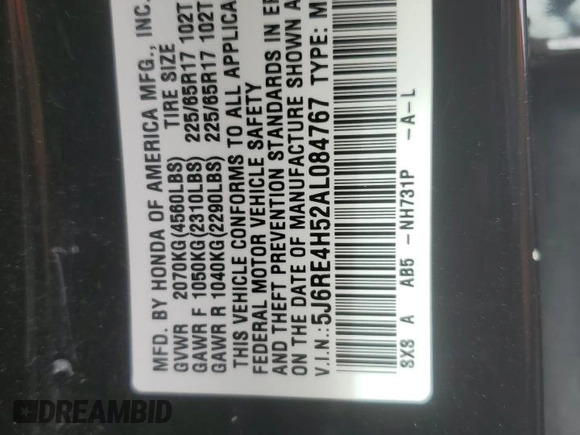 MFD. BY HONDA OF AMERICA MFG., INC.
GVWR 2070KG(4560LBS) TIRE SIZE
GAWR F 1050KG(2310LBS) 225/65R17 102T
GAWR R 1040KG(2290LBS) 225/65R17 102T
THIS VEHICLE CONFORMS TO ALL APPLICA
FEDERAL MOTOR VEHICLE SAFETY
AND THEFT PREVENTION STANDARDS IN EF
ON THE DATE OF MANUFACTURE SHOWN A
V.I.N.:5J6RE4H52AL084767 TYPE: M
8X8 A AB5 -NH731P -A-L
DREAMBID